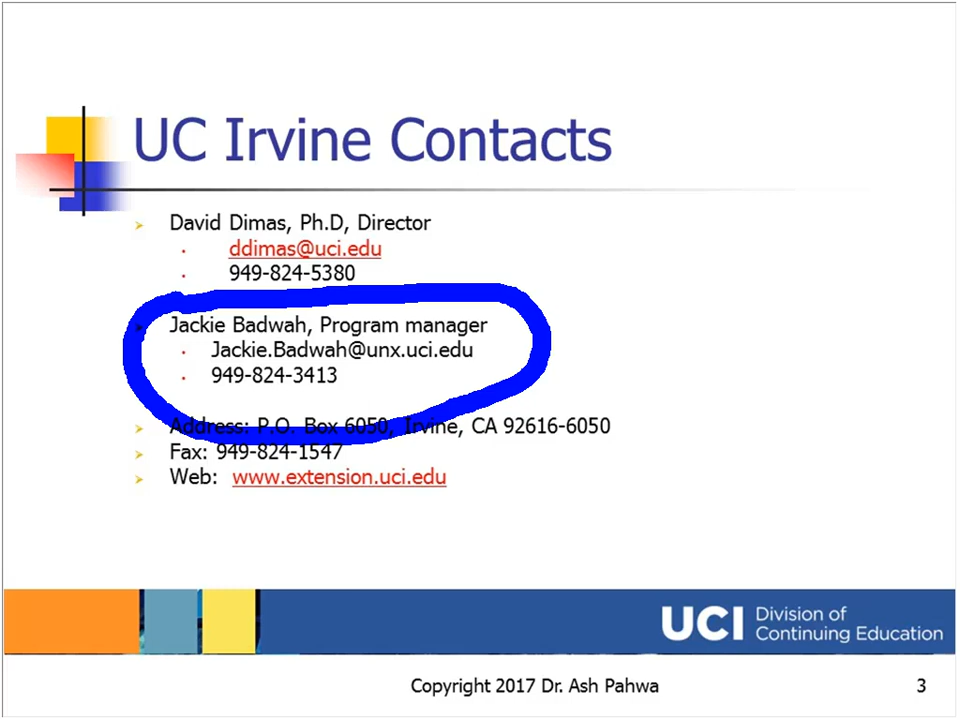 UC Irvine Contacts
David Dimas, Ph.D, Director
ddimas@uci.edu
949-824-5380
Jackie Badwah, Program manager
Jackie.Badwah@unx.uci.edu
949-824-3413
Address: P.O. Box 6050, Irvine, CA 92616-6050
Fax: 949-824-1547
Web: www.extension.uci.edu
UCI Division of
Continuing Education
Copyright 2017 Dr. Ash Pahwa
3